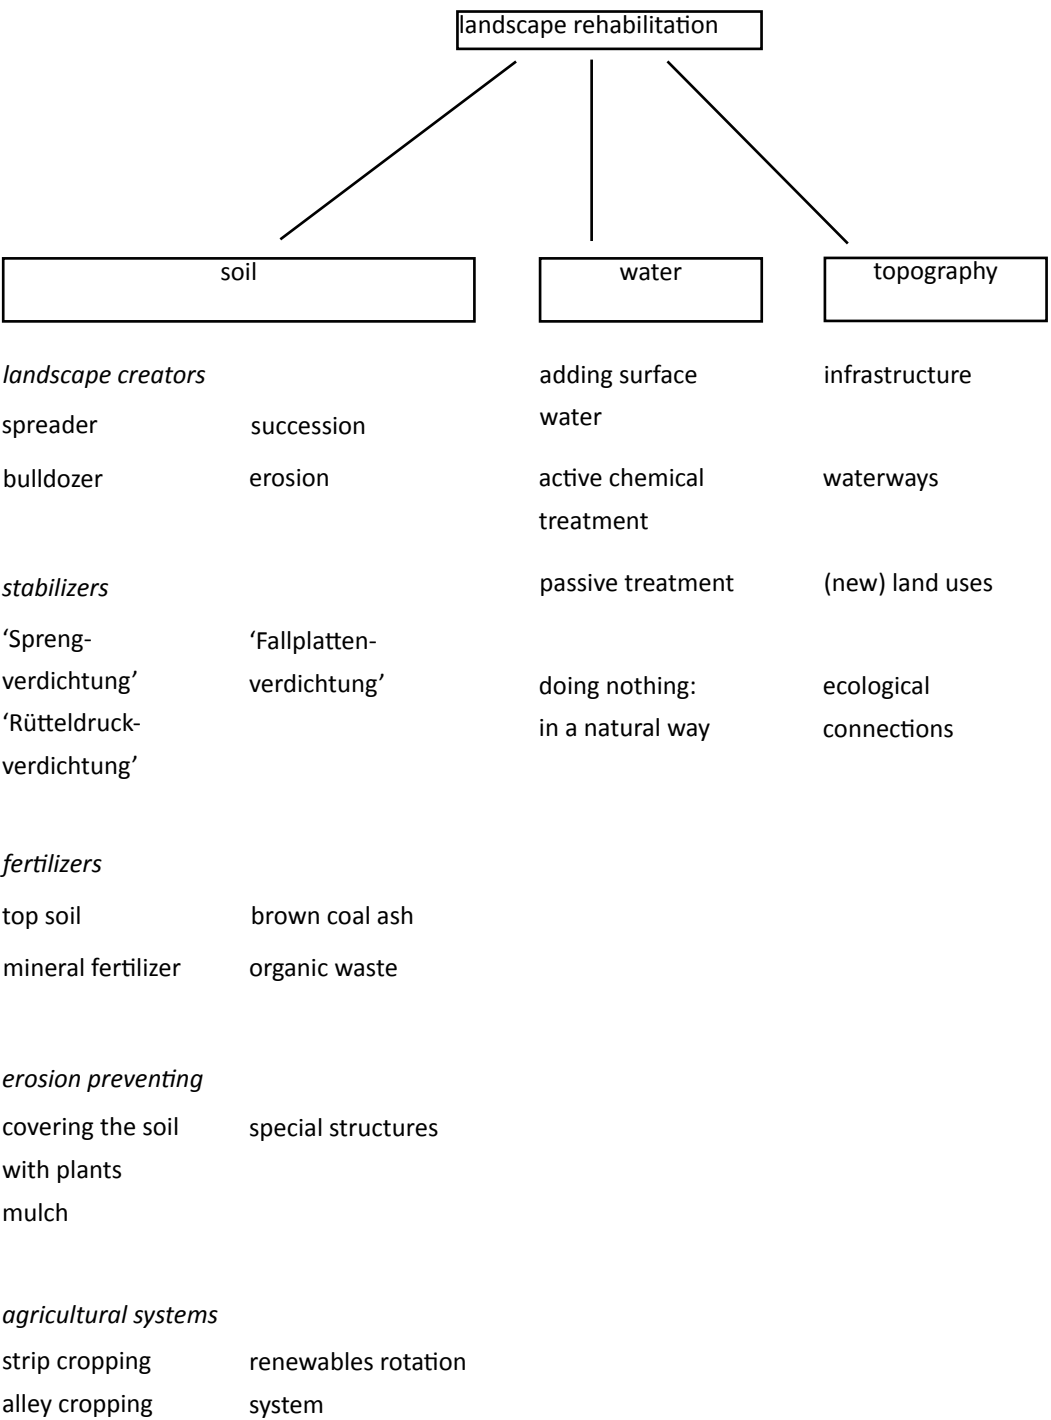 landscape rehabilitation
soil
water
topography
landscape creators
spreader
bulldozer
succession
erosion
stabilizers
‘Spreng-
verdichtung’
‘Rütteldruck-
verdichtung’
‘Fallplatten-
verdichtung’
fertilizers
top soil
mineral fertilizer
brown coal ash
organic waste
erosion preventing
covering the soil
with plants
mulch
special structures
agricultural systems
strip cropping
alley cropping
renewables rotation
system
adding surface
water
active chemical
treatment
passive treatment
doing nothing:
in a natural way
infrastructure
waterways
(new) land uses
ecological
connections